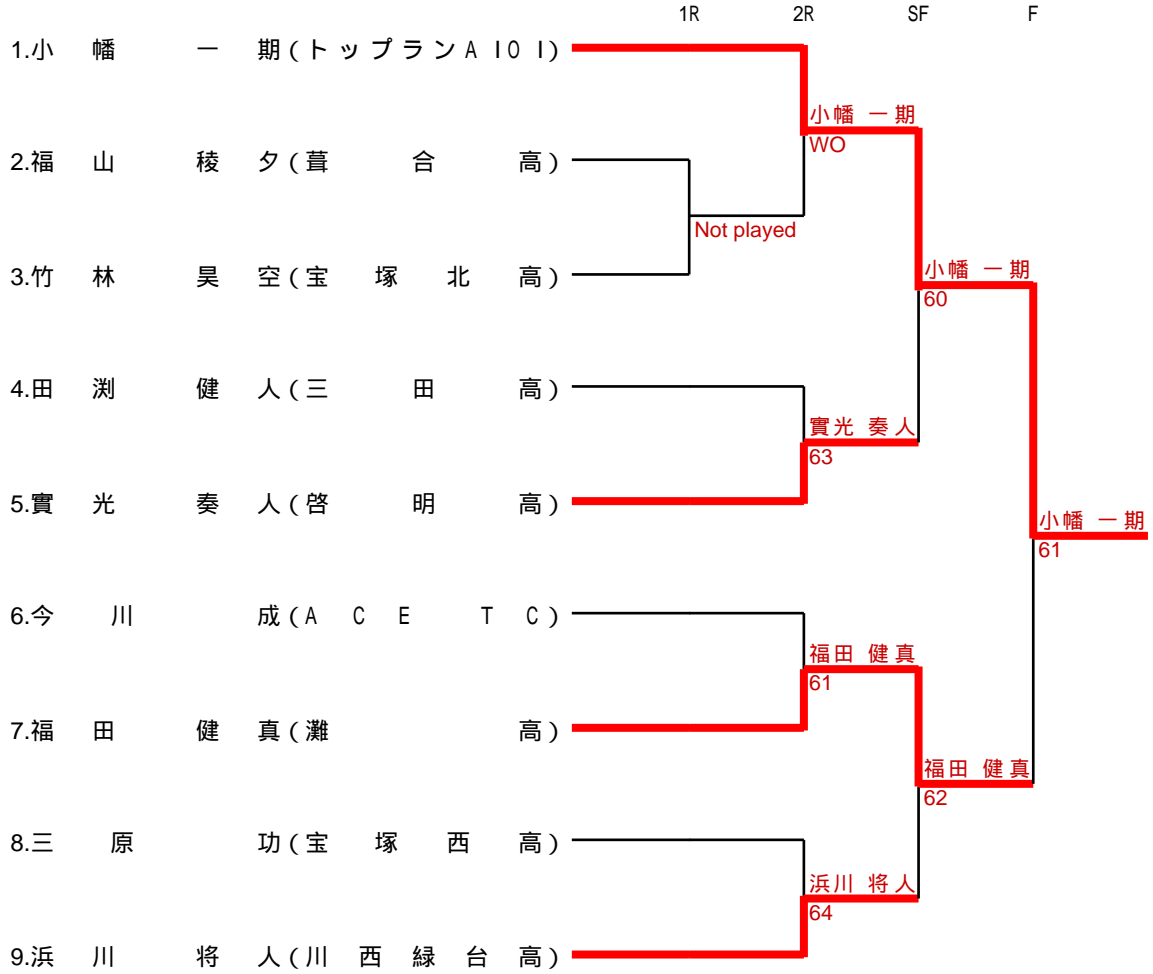 1R 2R SF F
1.小幡 一期(トップランAIOI)
小幡 一期
WO
2.福山 稜夕(葺合高)
Not played
3.竹林 昊空(宝塚北高)
小幡 一期
60
4.田渕 健人(三田高)
實光 奏人
63
5.實光 奏人(啓明高)
小幡 一期
61
6.今川 成(ACE TC)
福田 健真
61
7.福田 健真(灘高)
福田 健真
62
8.三原 功(宝塚西高)
浜川 将人
64
9.浜川 将人(川西緑台高)